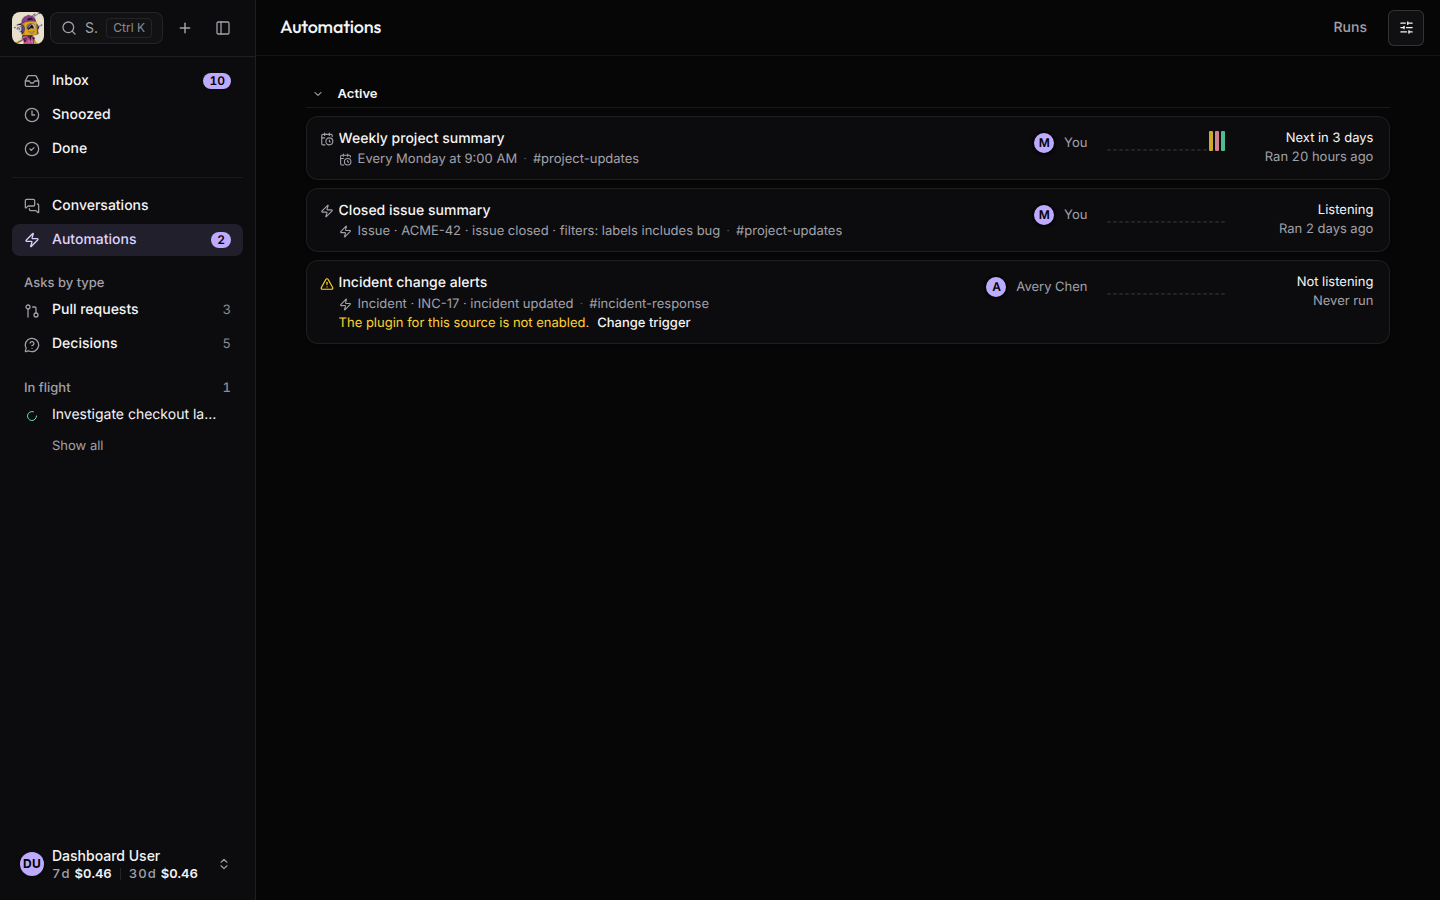 S. Ctrl K
Automations
Runs
Inbox 10
Snoozed
Done
Conversations
Automations 2
Asks by type
Pull requests 3
Decisions 5
In flight 1
Investigate checkout la...
Show all
DU
Dashboard User
7d $0.46 30d $0.46
Active
Weekly project summary
Every Monday at 9:00 AM · #project-updates
M You
Next in 3 days
Ran 20 hours ago
Closed issue summary
Issue · ACME-42 · issue closed · filters: labels includes bug · #project-updates
M You
Listening
Ran 2 days ago
Incident change alerts
Incident · INC-17 · incident updated · #incident-response
The plugin for this source is not enabled. Change trigger
A Avery Chen
Not listening
Never run